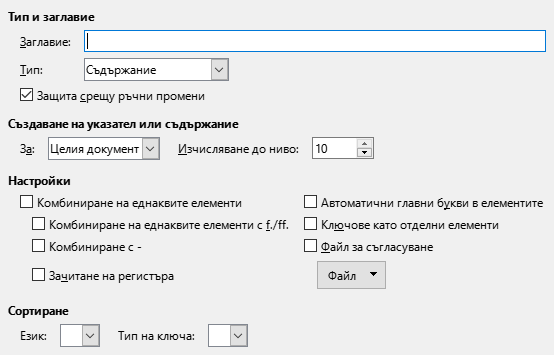 Тип и заглавие
Заглавие:
Тип: Съдържание
Защита срещу ръчни промени
Създаване на указател или съдържание
За: Целия документ Изчисляване до ниво: 10
Настройки
Комбиниране на еднаквите елементи Автоматични главни букви в елементите
Комбиниране на еднаквите елементи с f./ff. Ключове като отделни елементи
Комбиниране с - Файл за съгласуване
Зачитане на регистъра Файл
Сортиране
Език: Тип на ключа: